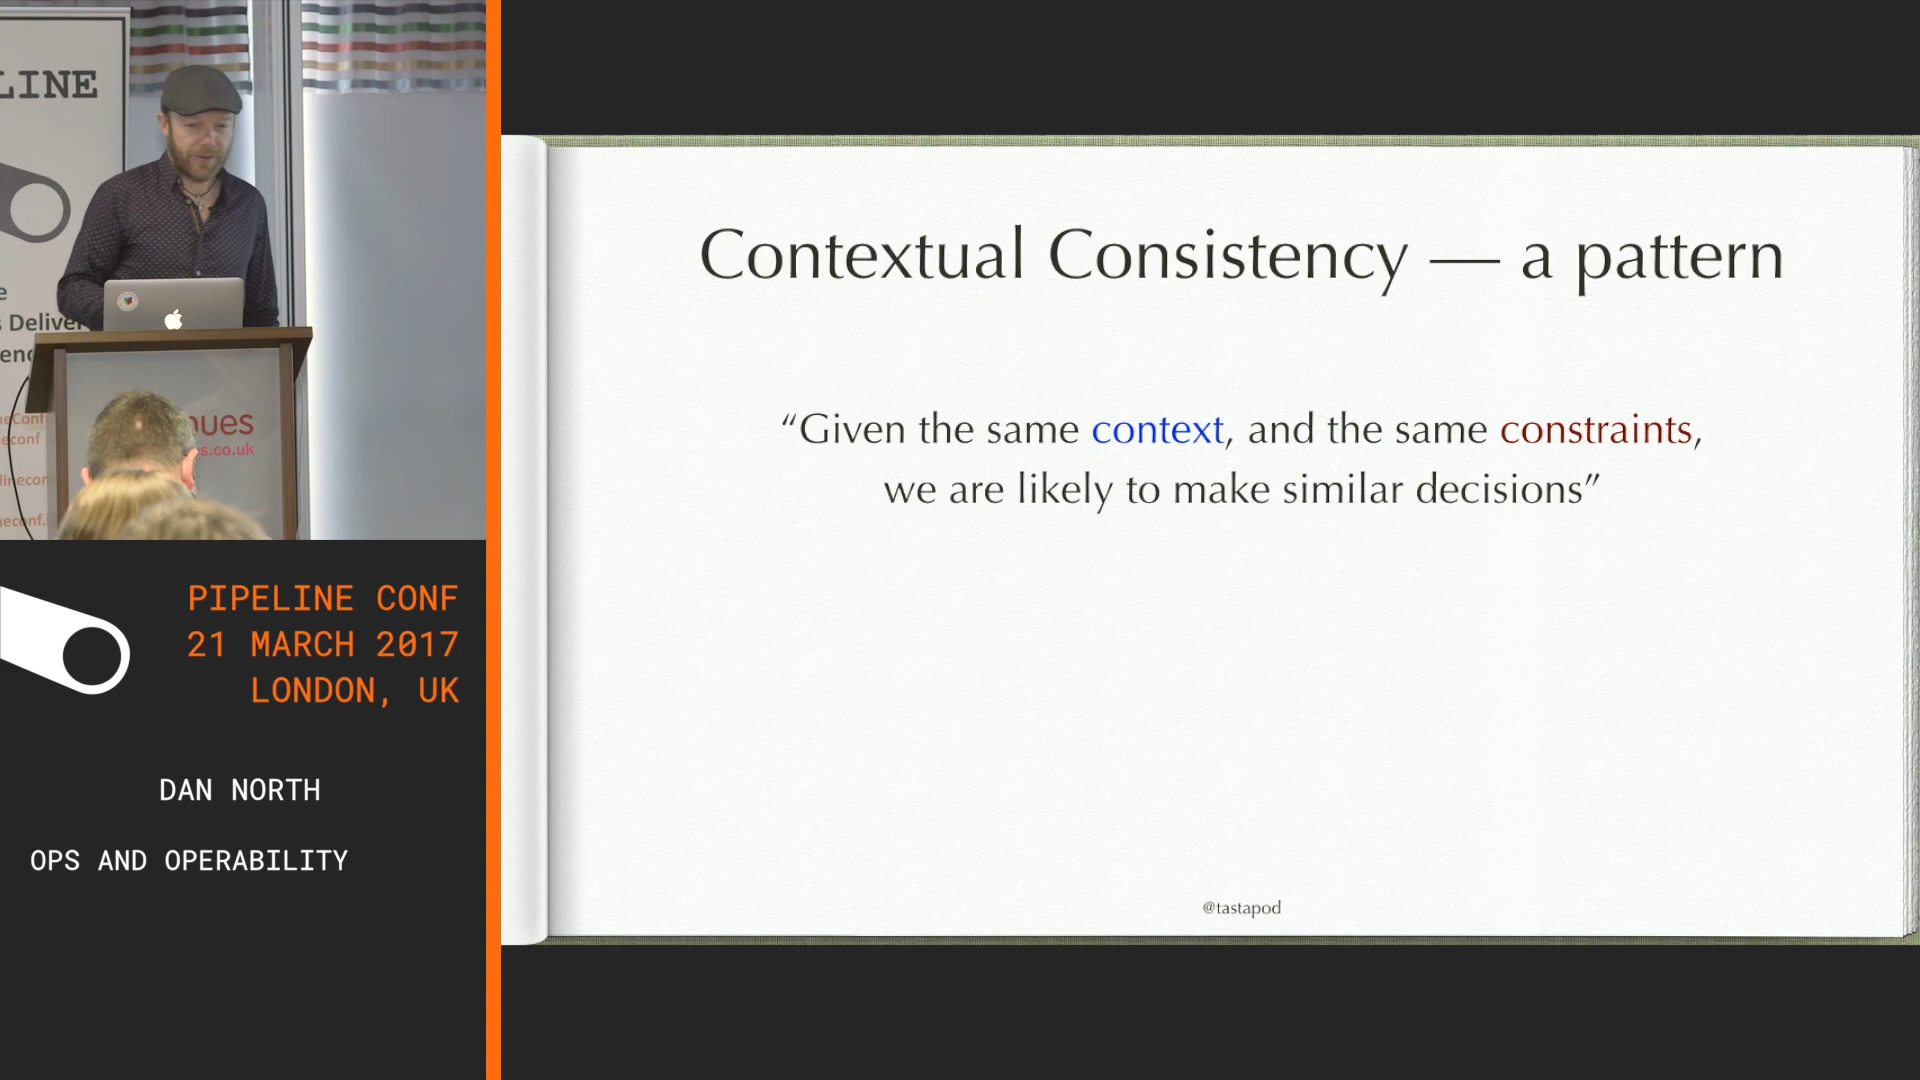 LINE
Contextual Consistency — a pattern
“Given the same context, and the same constraints,
we are likely to make similar decisions”
@tastapod
PIPELINE CONF
21 MARCH 2017
LONDON, UK
DAN NORTH
OPS AND OPERABILITY